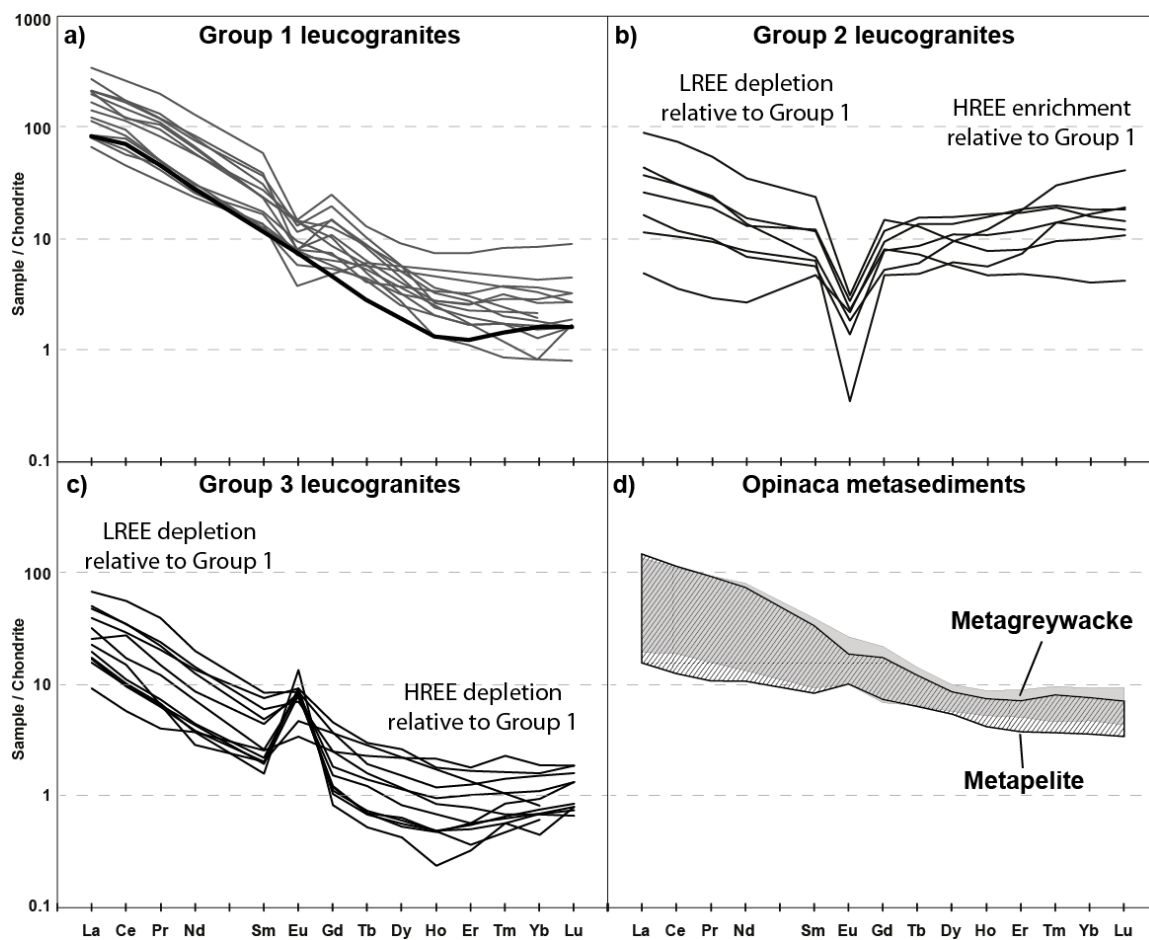 1000
a) Group 1 leucogranites
b) Group 2 leucogranites
LREE depletion
relative to Group 1
HREE enrichment
relative to Group 1
100
10
1
0.1
Sample / Chondrite
c) Group 3 leucogranites
d) Opinaca metasediments
LREE depletion
relative to Group 1
HREE depletion
relative to Group 1
Metagreywacke
Metapelite
100
10
1
0.1
Sample / Chondrite
La Ce Pr Nd Sm Eu Gd Tb Dy Ho Er Tm Yb Lu
La Ce Pr Nd Sm Eu Gd Tb Dy Ho Er Tm Yb Lu